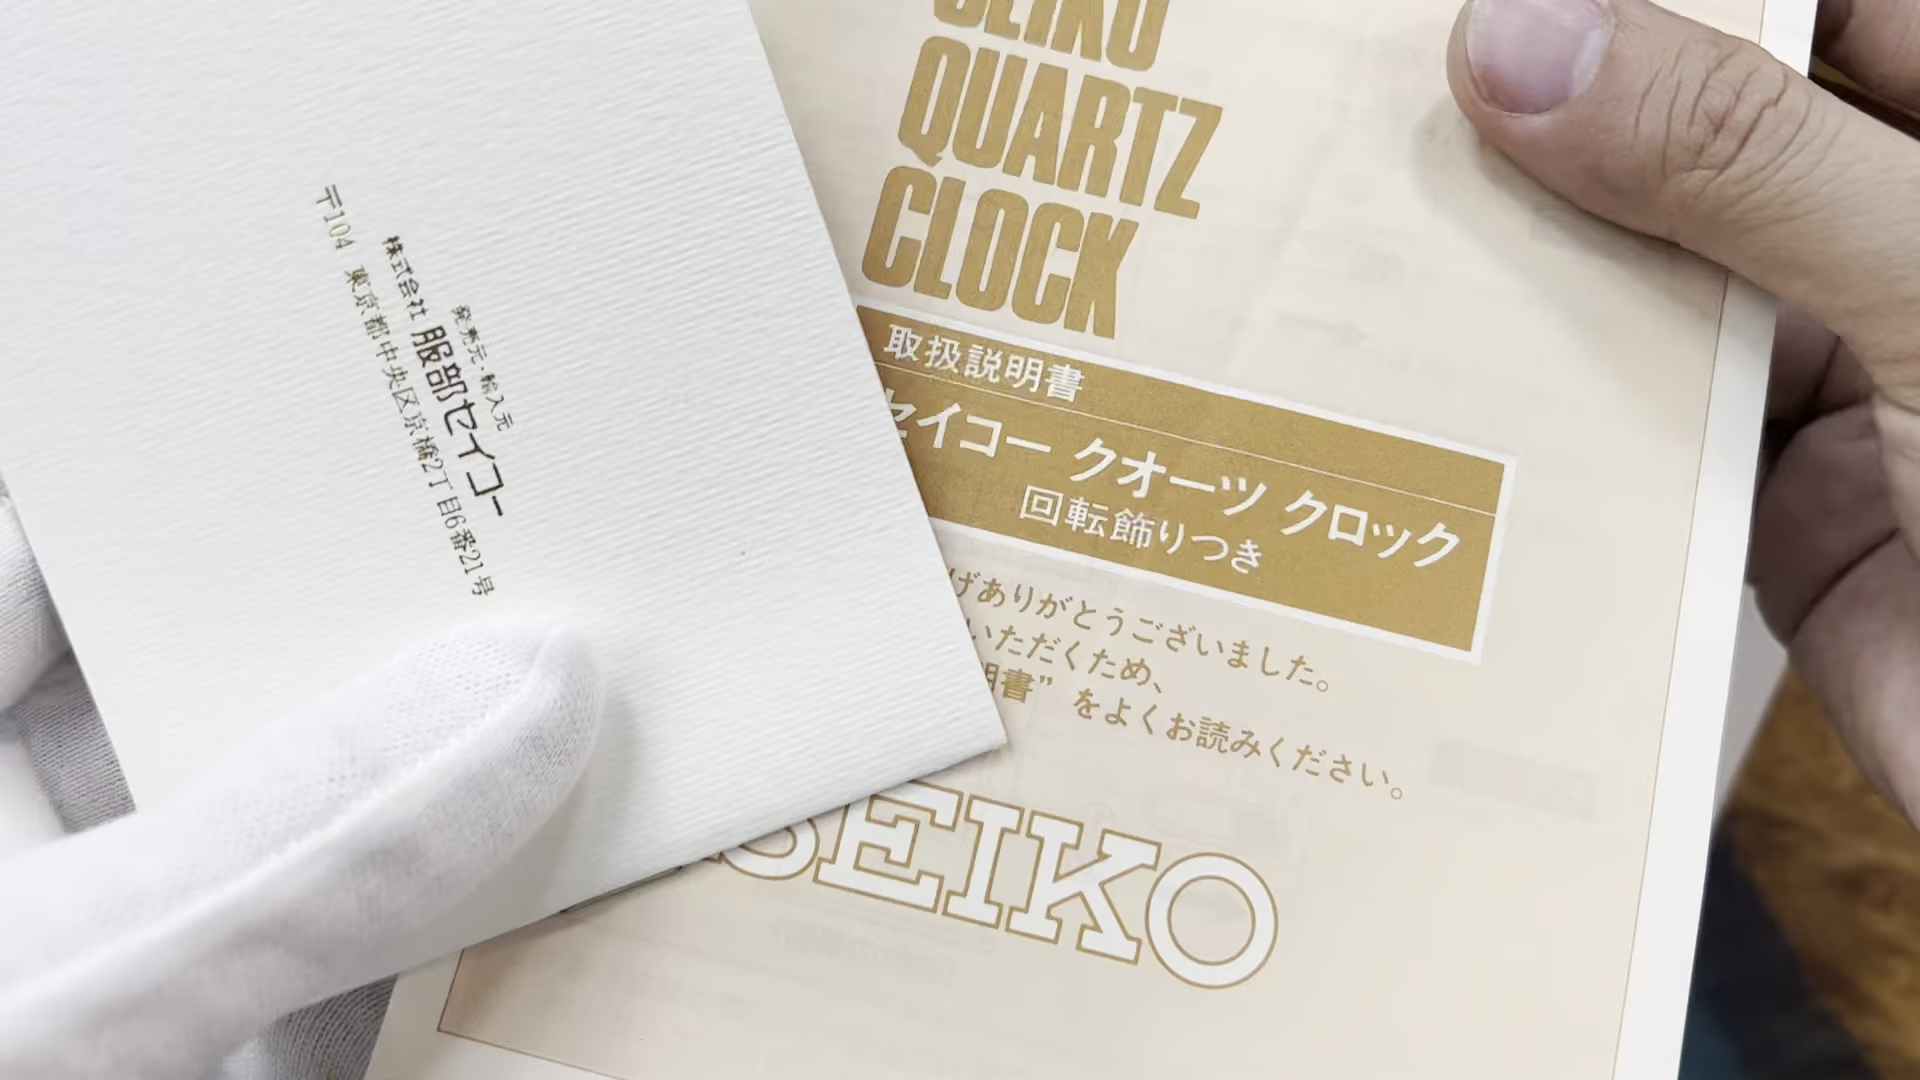 発売元・輸入元
株式会社 服部セイコー
〒104 東京都中央区京橋2丁目6番21号
SEIKO
QUARTZ
CLOCK
取扱説明書
セイコー クオーツ クロック
回転飾りつき
げありがとうございました。
いただくため、
明書” をよくお読みください。
SEIKO